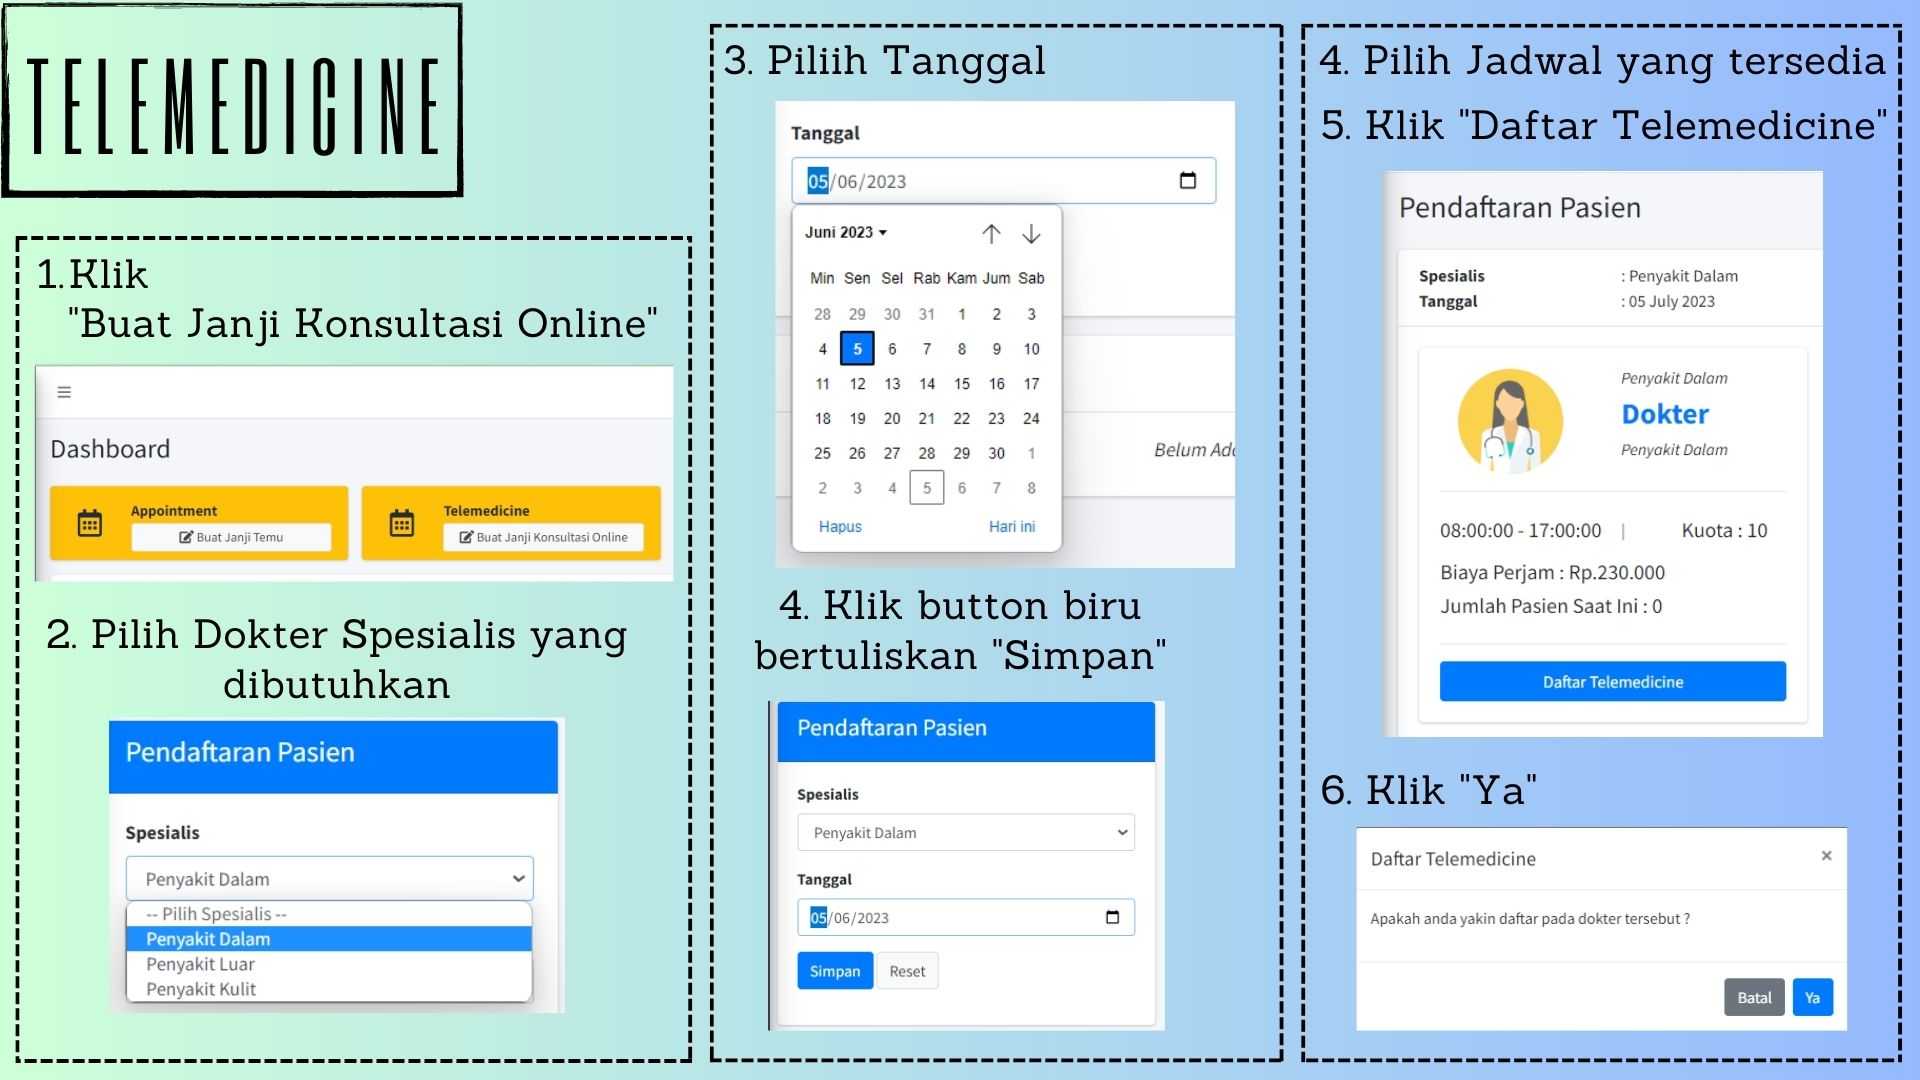 TELEMEDICINE
1. Klik
"Buat Janji Konsultasi Online"
Dashboard
Appointment
Buat Janji Temu
Telemedicine
Buat Janji Konsultasi Online
2. Pilih Dokter Spesialis yang
dibutuhkan
Pendaftaran Pasien
Spesialis
Penyakit Dalam
-- Pilih Spesialis --
Penyakit Dalam
Penyakit Luar
Penyakit Kulit
3. Piliih Tanggal
Tanggal
05/06/2023
Juni 2023
Min Sen Sel Rab Kam Jum Sab
28 29 30 31 1 2 3
4 5 6 7 8 9 10
11 12 13 14 15 16 17
18 19 20 21 22 23 24
25 26 27 28 29 30 1
2 3 4 5 6 7 8
Hapus Hari ini
Belum
4. Klik button biru
bertuliskan "Simpan"
Pendaftaran Pasien
Spesialis
Penyakit Dalam
Tanggal
05/06/2023
Simpan Reset
4. Pilih Jadwal yang tersedia
5. Klik "Daftar Telemedicine"
Pendaftaran Pasien
Spesialis : Penyakit Dalam
Tanggal : 05 July 2023
Penyakit Dalam
Dokter
Penyakit Dalam
08:00:00 - 17:00:00 | Kuota : 10
Biaya Perjam : Rp.230.000
Jumlah Pasien Saat Ini : 0
Daftar Telemedicine
6. Klik "Ya"
Daftar Telemedicine ×
Apakah anda yakin daftar pada dokter tersebut ?
Batal Ya